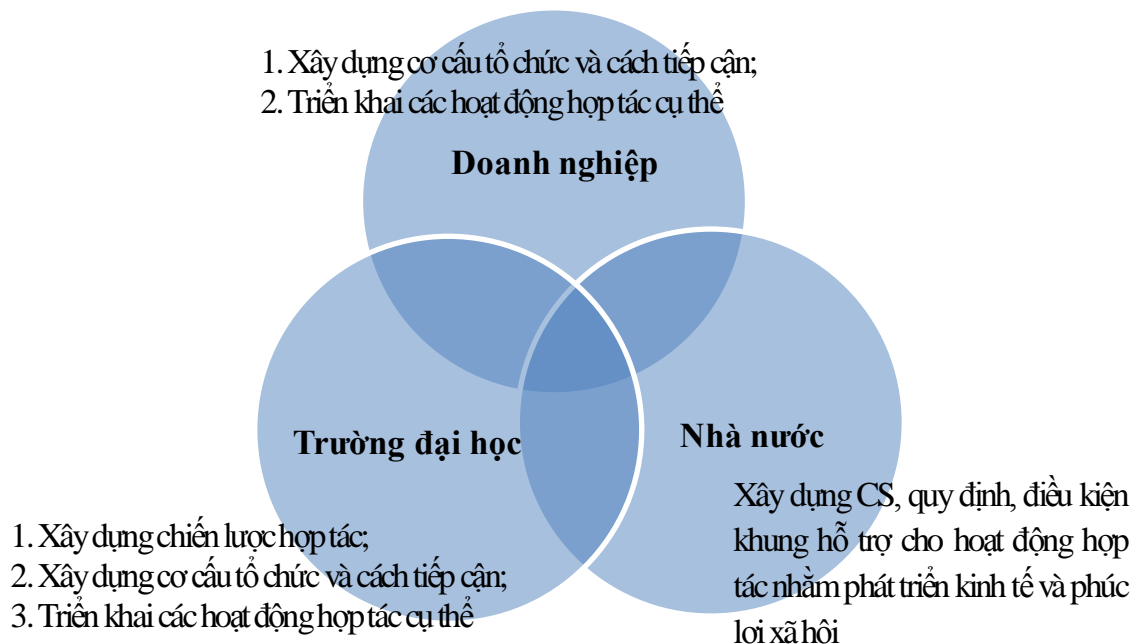 1. Xây dựng cơ cấu tổ chức và cách tiếp cận;
2. Triển khai các hoạt động hợp tác cụ thể
Doanh nghiệp
Trường đại học
Nhà nước
1. Xây dựng chiến lược hợp tác;
2. Xây dựng cơ cấu tổ chức và cách tiếp cận;
3. Triển khai các hoạt động hợp tác cụ thể
Xây dựng CS, quy định, điều kiện
khung hỗ trợ cho hoạt động hợp
tác nhằm phát triển kinh tế và phúc
lợi xã hội